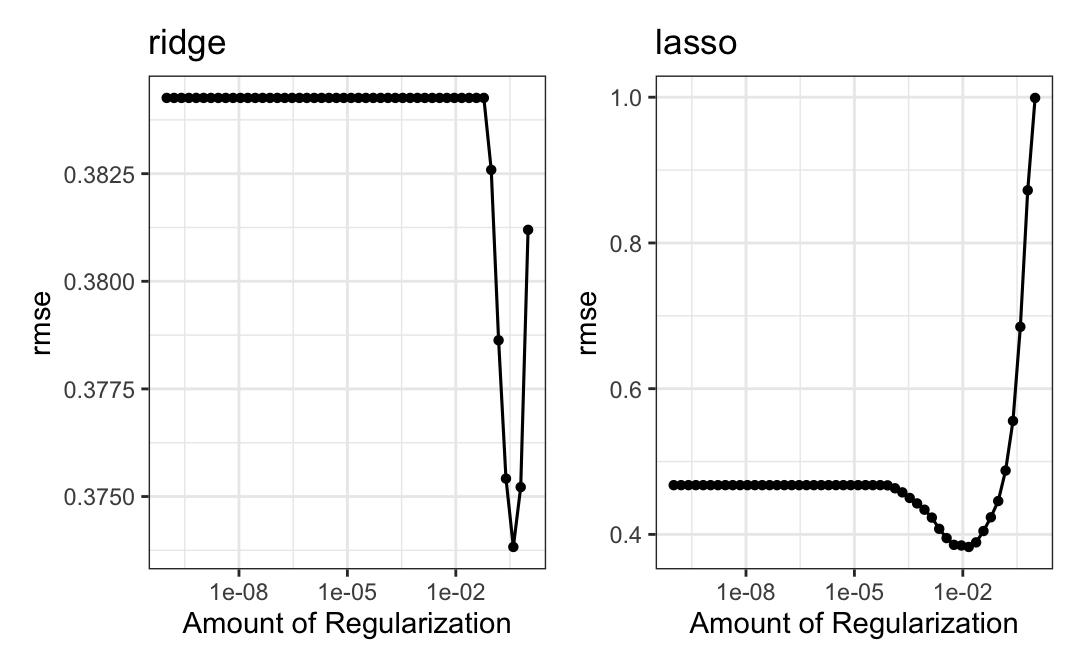 ridge
rmse
0.3825
0.3800
0.3775
0.3750
1e-08 1e-05 1e-02
Amount of Regularization
lasso
rmse
1.0
0.8
0.6
0.4
1e-08 1e-05 1e-02
Amount of Regularization